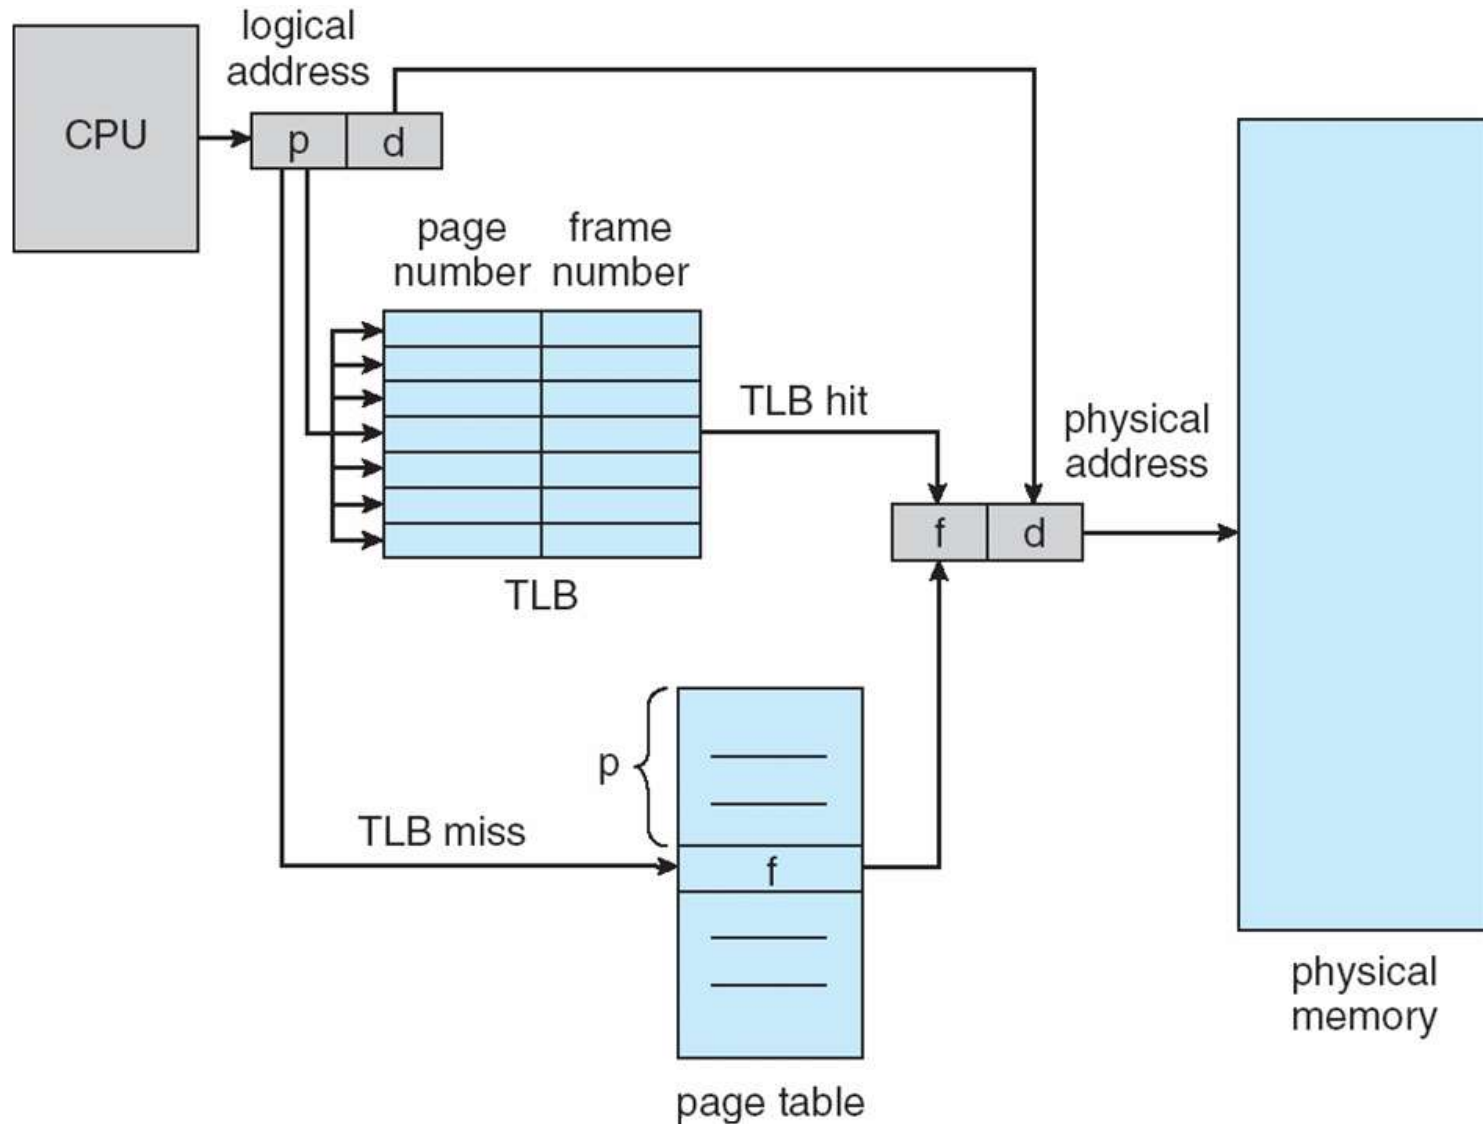 logical
address
CPU
p
d
page
number
frame
number
TLB hit
physical
address
f
d
TLB
p
TLB miss
f
physical
memory
page table